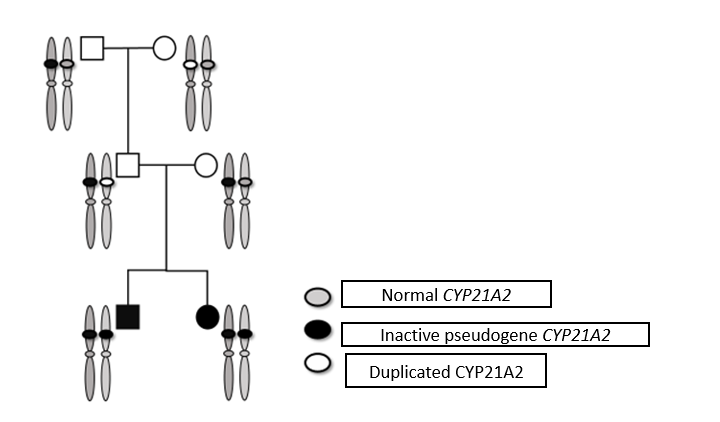 Normal CYP21A2
Inactive pseudogene CYP21A2
Duplicated CYP21A2